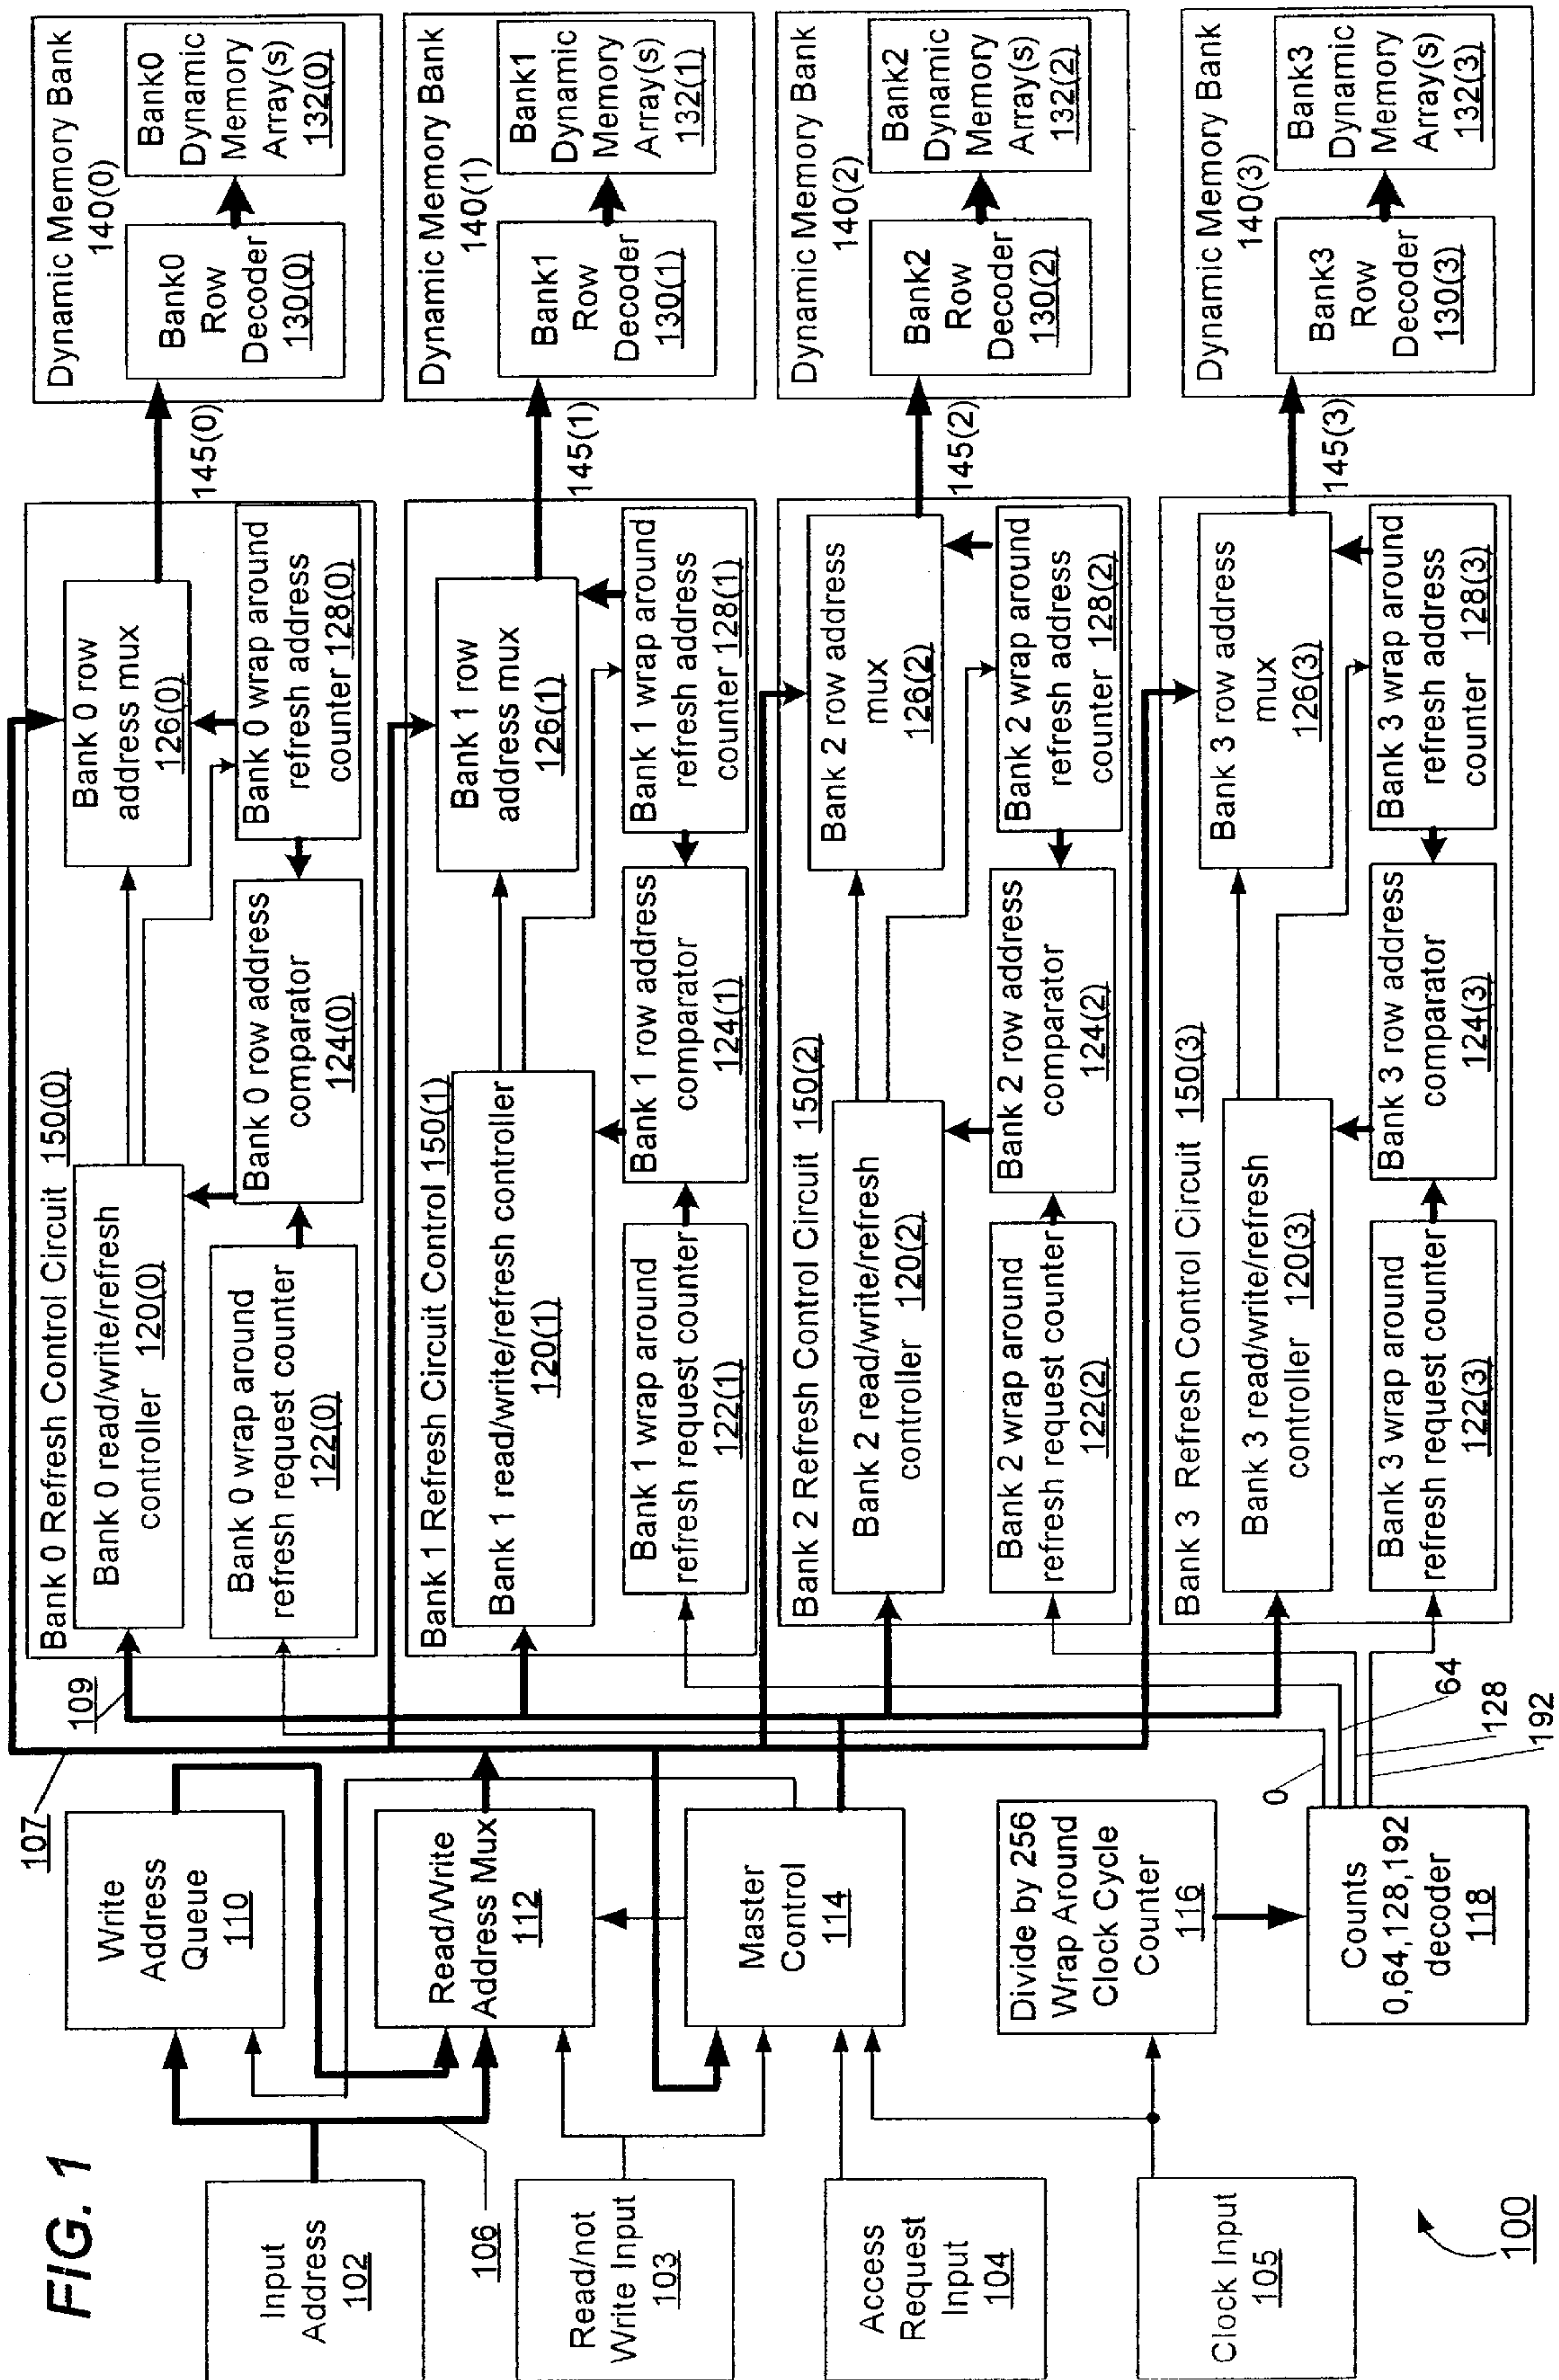 FIG. 1
Input
Address
102
Read/not
Write Input
103
Access
Request
Input
104
Clock Input
105
100
106
107
109
Write
Address
Queue
110
Read/Write
Address Mux
112
Master
Control
114
Divide by 256
Wrap Around
Clock Cycle
Counter
116
Counts
0,64,128,192
decoder
118
0
64
128
192
Bank 0 Refresh Control Circuit 150(0)
Bank 0 read/write/refresh
controller 120(0)
Bank 0 wrap around
refresh request counter
122(0)
Bank 0 row address
comparator
124(0)
Bank 0 row
address mux
126(0)
Bank 0 wrap around
refresh address
counter 128(0)
145(0)
Dynamic Memory Bank
140(0)
Bank0
Row
Decoder
130(0)
Bank0
Dynamic
Memory
Array(s)
132(0)
Bank 1 Refresh Circuit Control 150(1)
Bank 1 read/write/refresh controller
120(1)
Bank 1 wrap around
refresh request counter
122(1)
Bank 1 row address
comparator
124(1)
Bank 1 row
address mux
126(1)
Bank 1 wrap around
refresh address
counter 128(1)
145(1)
Dynamic Memory Bank
140(1)
Bank1
Row
Decoder
130(1)
Bank1
Dynamic
Memory
Array(s)
132(1)
Bank 2 Refresh Control Circuit 150(2)
Bank 2 read/write/refresh
controller 120(2)
Bank 2 wrap around
refresh request counter
122(2)
Bank 2 row address
comparator
124(2)
Bank 2 row address
mux
126(2)
Bank 2 wrap around
refresh address
counter 128(2)
145(2)
Dynamic Memory Bank
140(2)
Bank2
Row
Decoder
130(2)
Bank2
Dynamic
Memory
Array(s)
132(2)
Bank 3 Refresh Control Circuit 150(3)
Bank 3 read/write/refresh
controller 120(3)
Bank 3 wrap around
refresh request counter
122(3)
Bank 3 row address
comparator
124(3)
Bank 3 row address
mux
126(3)
Bank 3 wrap around
refresh address
counter 128(3)
145(3)
Dynamic Memory Bank
140(3)
Bank3
Row
Decoder
130(3)
Bank3
Dynamic
Memory
Array(s)
132(3)